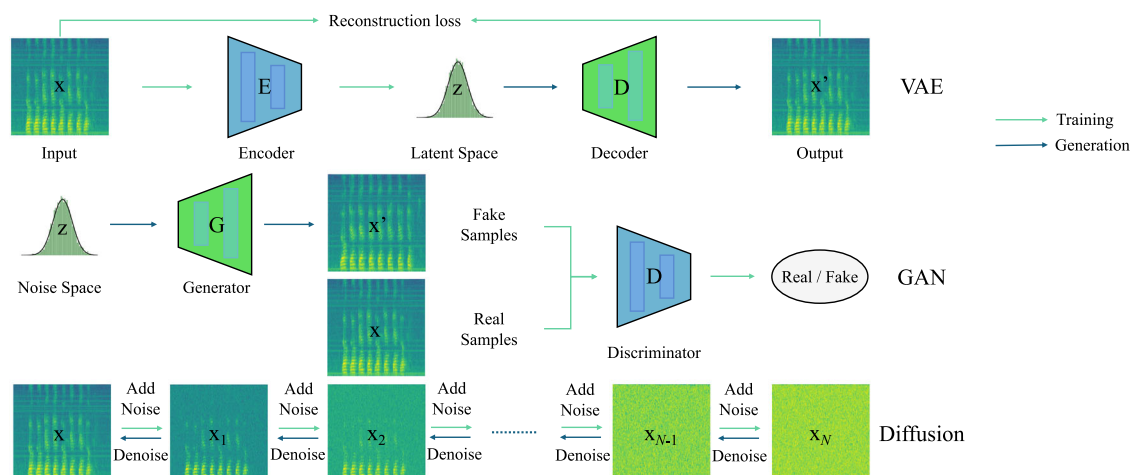 Reconstruction loss
x
E
z
D
x’
VAE
Input
Encoder
Latent Space
Decoder
Output
Training
Generation
z
G
x’
Fake
Samples
Noise Space
Generator
x
Real
Samples
D
Discriminator
Real / Fake
GAN
x
Add
Noise
Denoise
x1
Add
Noise
Denoise
x2
Add
Noise
Denoise
........
Add
Noise
Denoise
xN-1
Add
Noise
Denoise
xN
Diffusion